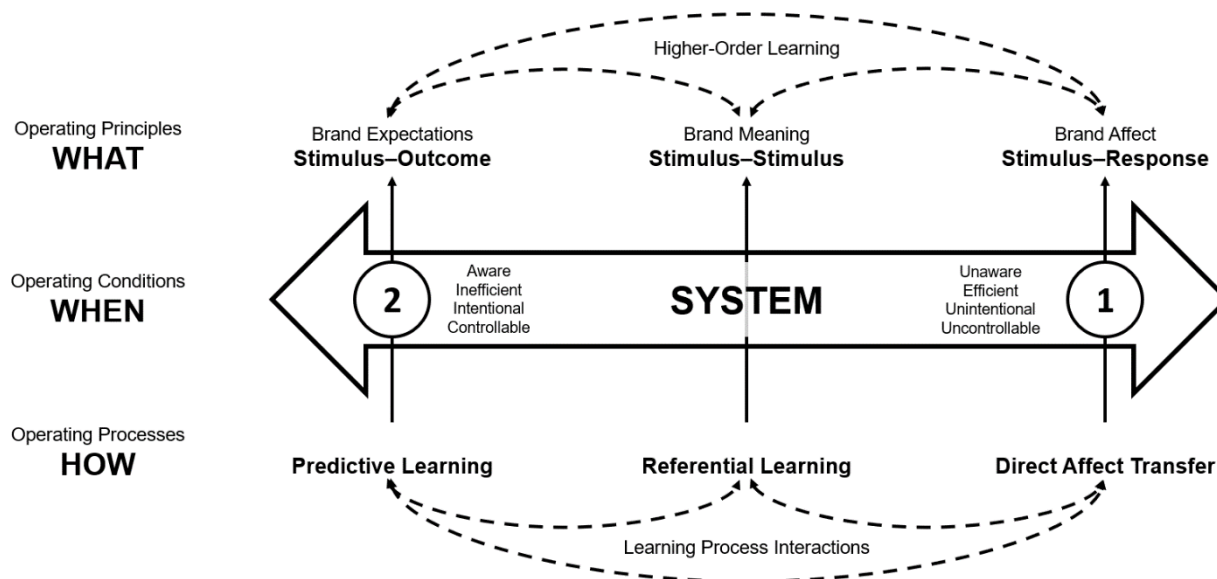 Higher-Order Learning
Operating Principles
WHAT
Brand Expectations
Stimulus–Outcome
Brand Meaning
Stimulus–Stimulus
Brand Affect
Stimulus–Response
Operating Conditions
WHEN
2
Aware
Inefficient
Intentional
Controllable
SYSTEM
Unaware
Efficient
Unintentional
Uncontrollable
1
Operating Processes
HOW
Predictive Learning
Referential Learning
Direct Affect Transfer
Learning Process Interactions